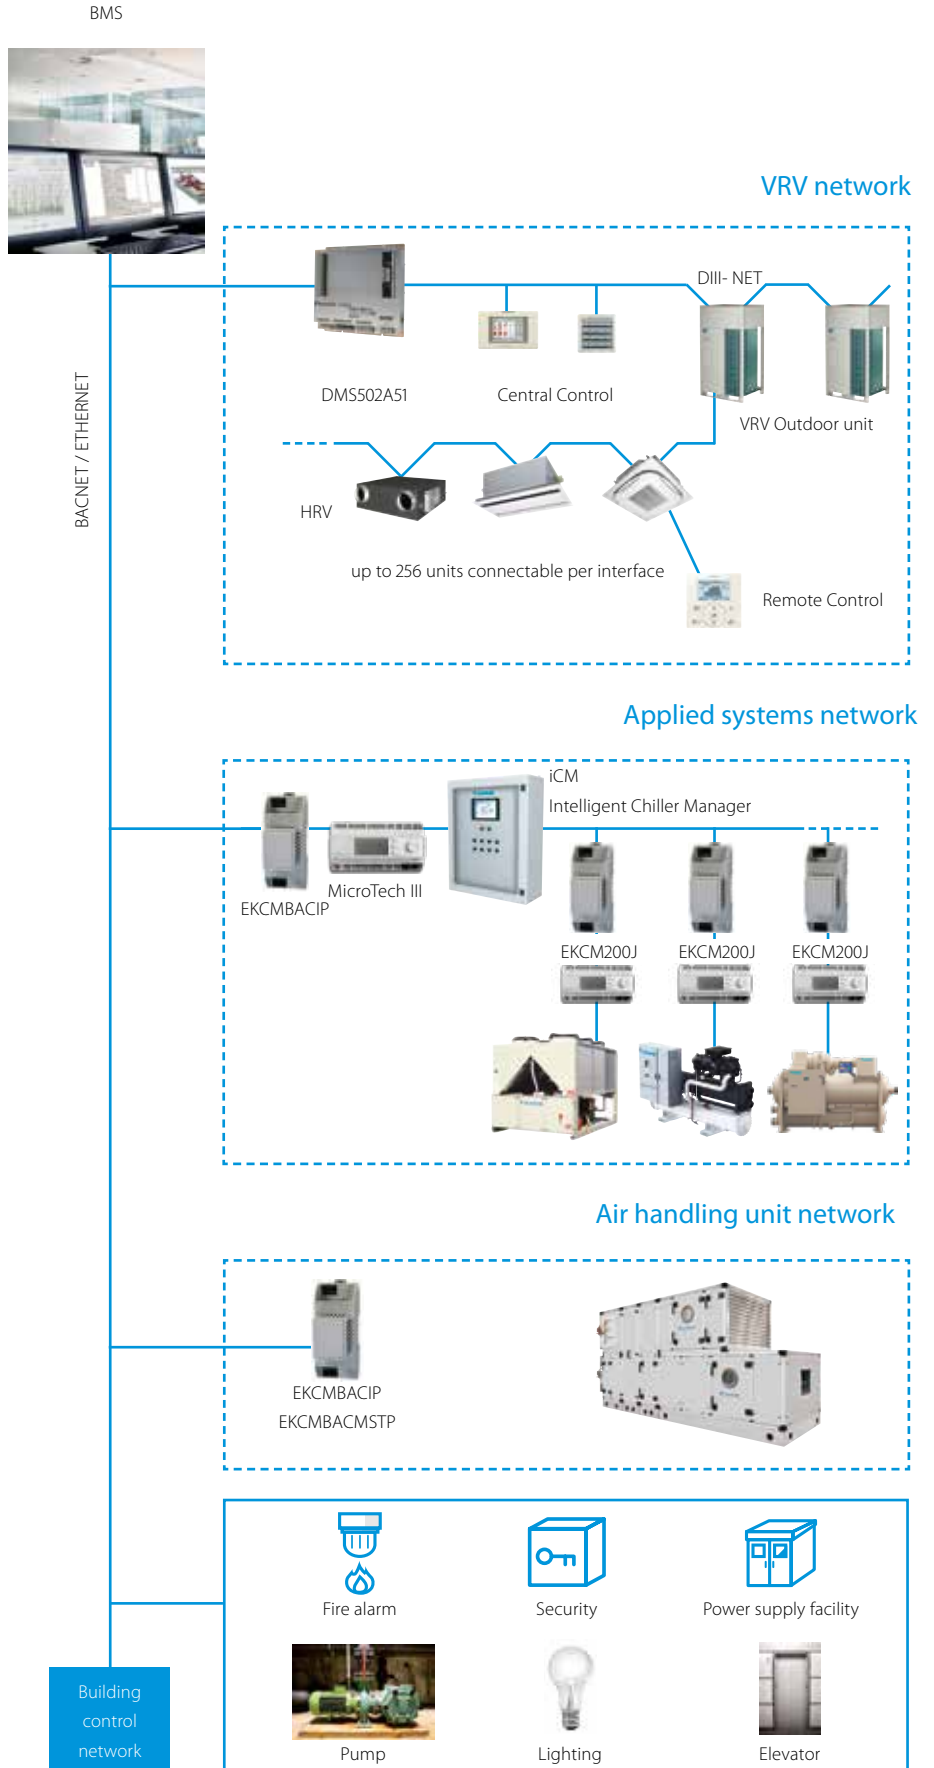 BMS
VRV network
DIII- NET
DMS502A51
Central Control
VRV Outdoor unit
BACNET / ETHERNET
HRV
up to 256 units connectable per interface
Remote Control
Applied systems network
iCM
Intelligent Chiller Manager
MicroTech III
EKCMBACIP
EKCM200J
EKCM200J
EKCM200J
Air handling unit network
EKCMBACIP
EKCMBACMSTP
Fire alarm
Security
Power supply facility
Building
control
network
Pump
Lighting
Elevator